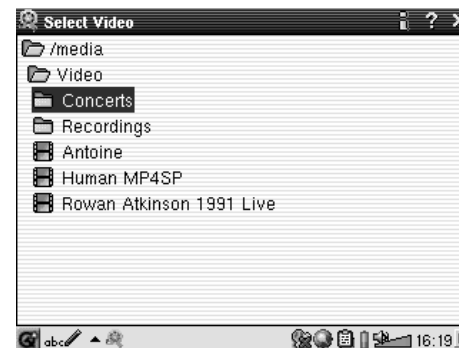 Select Video
?
/media
Video
Concerts
Recordings
Antoine
Human MP4SP
Rowan Atkinson 1991 Live
abc
16:19